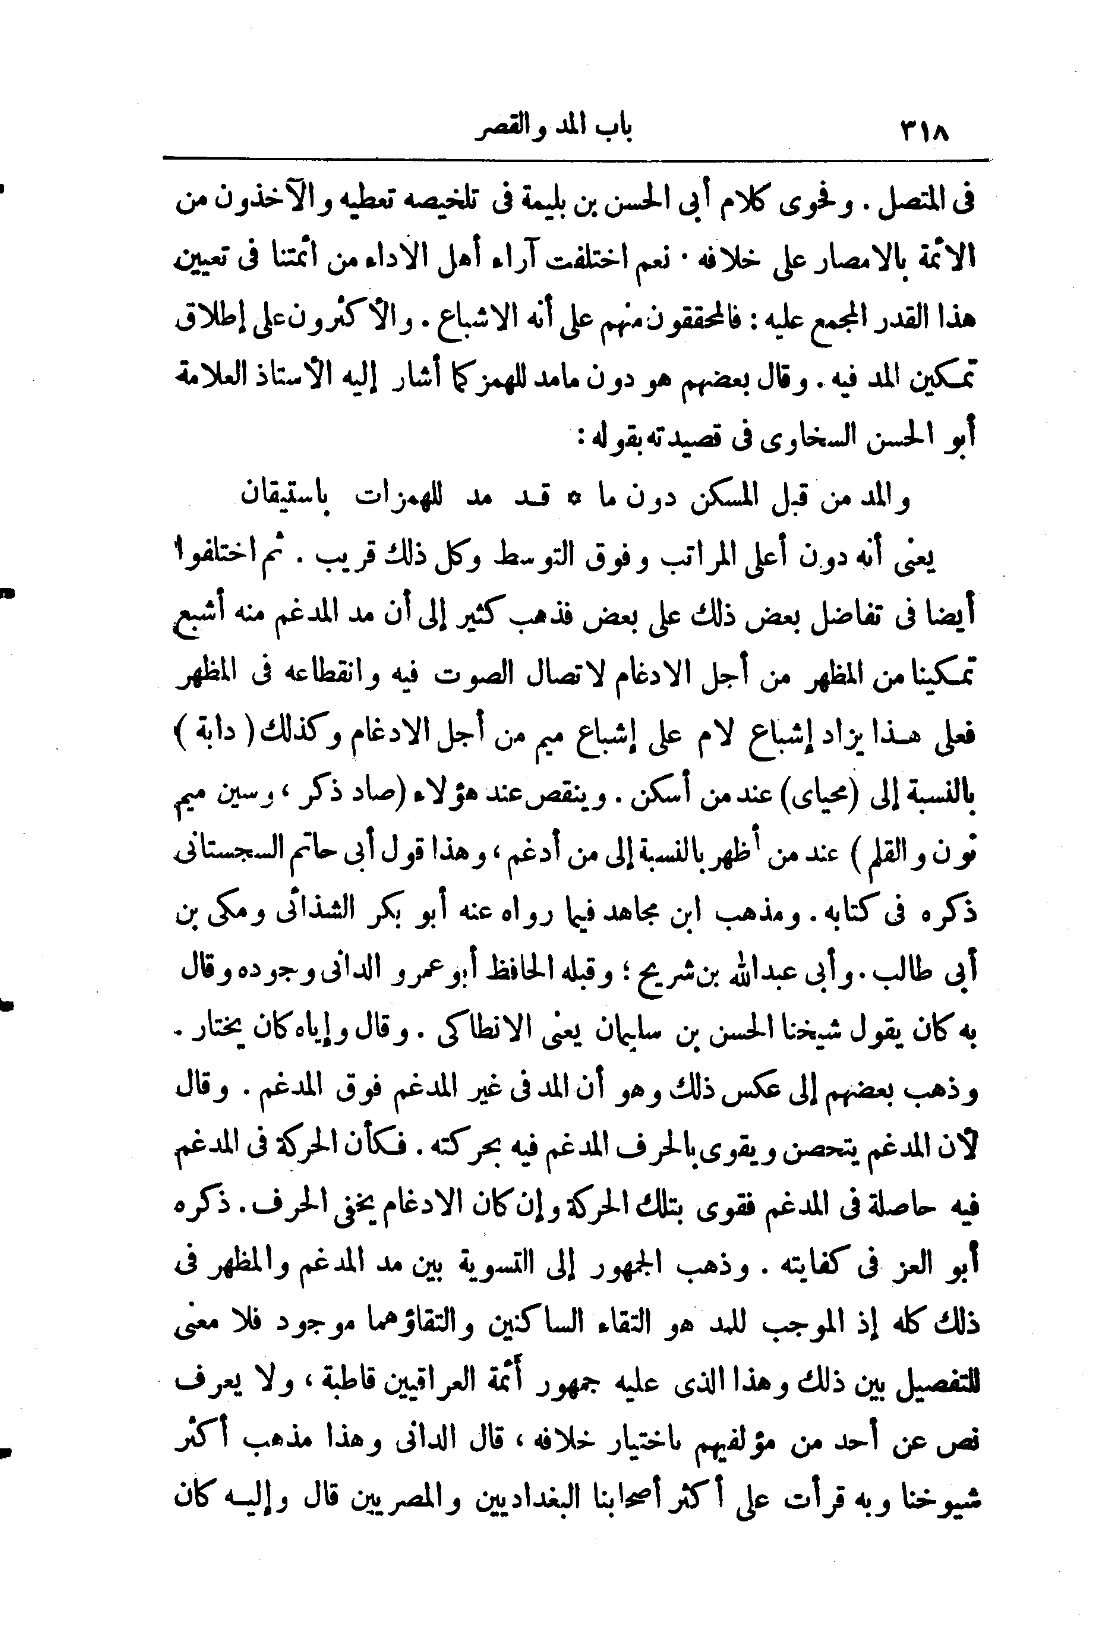 ٣١٨ باب المد والقصر
فى المتصل . وفحوى كلام أبى الحسن بن بليمة فى تلخيصه تعطيه والآخذون من
الائمة بالامصار على خلافه . نعم اختلفت آراء أهل الاداء من ائمتنا فى تعيين
هذا القدر المجمع عليه : فالمحققون منهم على أنه الاشباع . والأكثرون على إطلاق
تمكين المد فيه . وقال بعضهم هو دون مامد للهمز كما أشار إليه الأستاذ العلامة
أبو الحسن السخاوى فى قصيدته بقوله :
والمد من قبل المسكن دون ما * قد مد للهمزات باستيقان
يعنى أنه دون أعلى المراتب وفوق التوسط وكل ذلك قريب . ثم اختلفوا
أيضا فى تفاضل بعض ذلك على بعض فذهب كثير إلى أن مد المدغم منه أشبع
تمكينا من المظهر من أجل الادغام لاتصال الصوت فيه وانقطاعه فى المظهر
فعلى هذا يزاد إشباع لام على إشباع ميم من أجل الادغام وكذلك (دابة)
بالنسبة إلى (محياى) عند من أسكن . وينقص عند هؤلاء (صاد ذكر ، وسين ميم
نون والقلم) عند من أظهر بالنسبة إلى من أدغم ، وهذا قول أبى حاتم السجستانى
ذكره فى كتابه . ومذهب ابن مجاهد فيما رواه عنه أبو بكر الشذائى ومكى بن
أبى طالب . وأبى عبدالله بن شريح ؛ وقبله الحافظ أبو عمرو الدانى وجوده وقال
به كان يقول شيخنا الحسن بن سليمان يعنى الانطاكى . وقال وإياه كان يختار .
وذهب بعضهم إلى عكس ذلك وهو أن المد فى غير المدغم فوق المدغم . وقال
لأن المدغم يتحصن ويقوى بالحرف المدغم فيه بحركته . فكأن الحركة فى المدغم
فيه حاصلة فى المدغم فقوى بتلك الحركة وإن كان الادغام يخفى الحرف . ذكره
أبو العز فى كفايته . وذهب الجمهور إلى التسوية بين مد المدغم والمظهر فى
ذلك كله إذ الموجب للمد هو التقاء الساكنين والتقاؤهما موجود فلا معنى
للتفصيل بين ذلك وهذا الذى عليه جمهور أئمة العراقيين قاطبة ، ولا يعرف
نص عن أحد من مؤلفيهم باختيار خلافه ، قال الدانى وهذا مذهب أكثر
شيوخنا وبه قرأت على أكثر أصحابنا البغداديين والمصريين قال وإليه كان